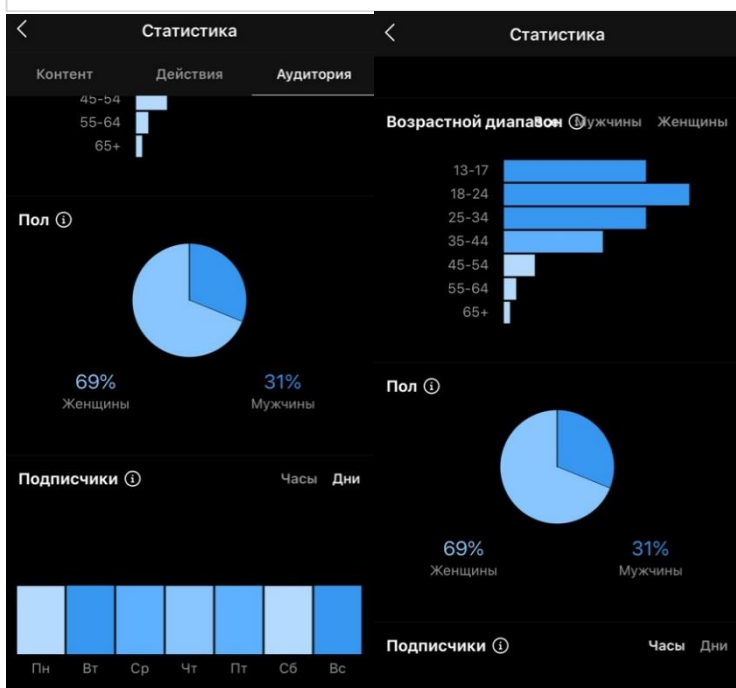 Статистика
Контент Действия Аудитория
45-54
55-64
65+
Пол
69% 31%
Женщины Мужчины
Подписчики Часы Дни
Пн Вт Ср Чт Пт Сб Вс
Статистика
Возрастной диапазон Все Мужчины Женщины
13-17
18-24
25-34
35-44
45-54
55-64
65+
Пол
69% 31%
Женщины Мужчины
Подписчики Часы Дни